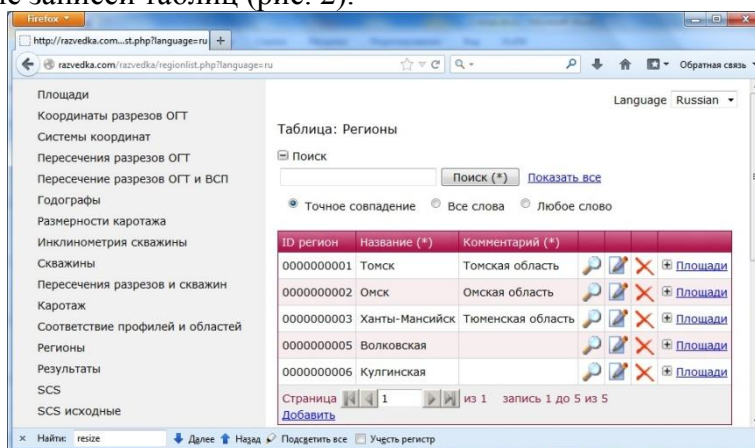 е записей таблиц (рис. 2).
Firefox
http://razvedka.com...st.php?language=ru +
razvedka.com/razvedka/regionlist.php?language=ru
Обратная связь
Площади
Координаты разрезов ОГТ
Системы координат
Пересечения разрезов ОГТ
Пересечение разрезов ОГТ и ВСП
Годографы
Размерности каротажа
Инклинометрия скважины
Скважины
Пересечения разрезов и скважин
Каротаж
Соответствие профилей и областей
Регионы
Результаты
SCS
SCS исходные
Language Russian
Таблица: Регионы
Поиск
Поиск (*) Показать все
Точное совпадение Все слова Любое слово
ID регион Название (*) Комментарий (*)
0000000001 Томск Томская область Площади
0000000002 Омск Омская область Площади
0000000003 Ханты-Мансийск Тюменская область Площади
0000000005 Волковская Площади
0000000006 Кулгинская Площади
Страница 1 из 1 запись 1 до 5 из 5
Добавить
× Найти: resize Далее Назад Подсветить все Учесть регистр